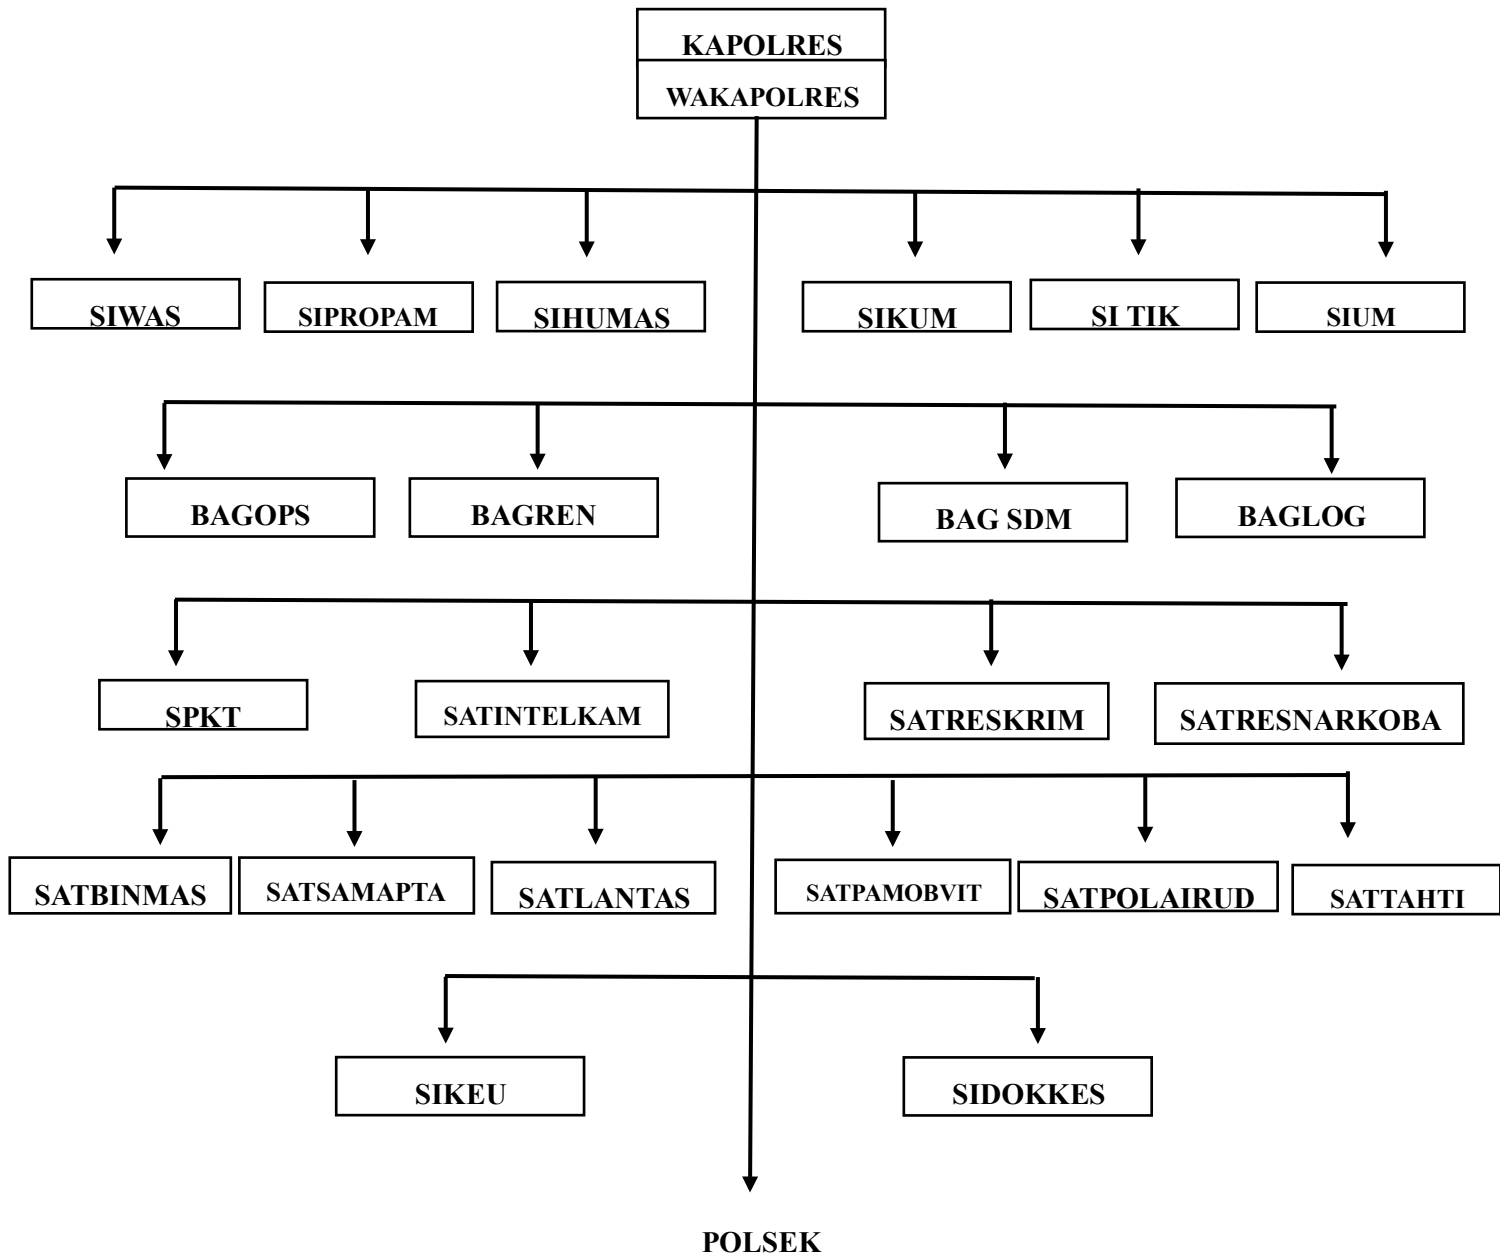 KAPOLRES
WAKAPOLRES
SIWAS
SIPROPAM
SIHUMAS
SIKUM
SI TIK
SIUM
BAGOPS
BAGREN
BAG SDM
BAGLOG
SPKT
SATINTELKAM
SATRESKRIM
SATRESNARKOBA
SATBINMAS
SATSAMAPTA
SATLANTAS
SATPAMOBVIT
SATPOLAIRUD
SATTAHTI
SIKEU
SIDOKKES
POLSEK